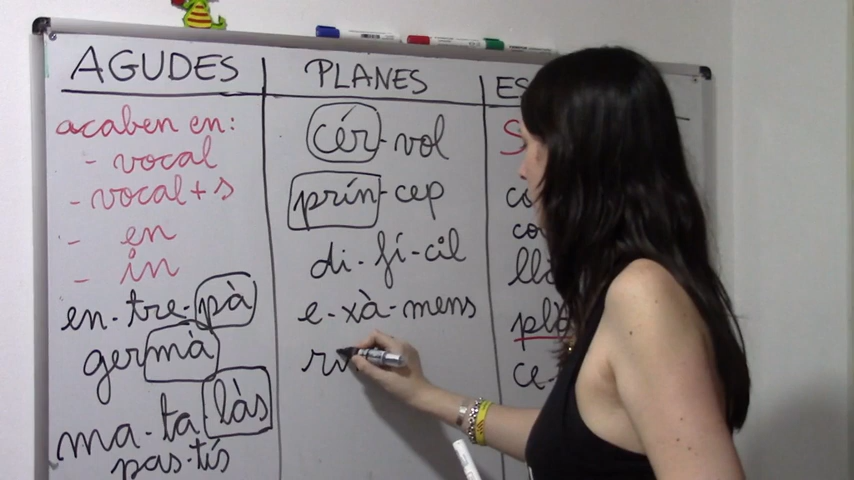 AGUDES
acaben en:
- vocal
- vocal + s
- en
- in
en-tre-pà
germà
ma-ta-làs
pas-tís
PLANES
cér-vol
prín-cep
di-fí-cil
e-xà-mens